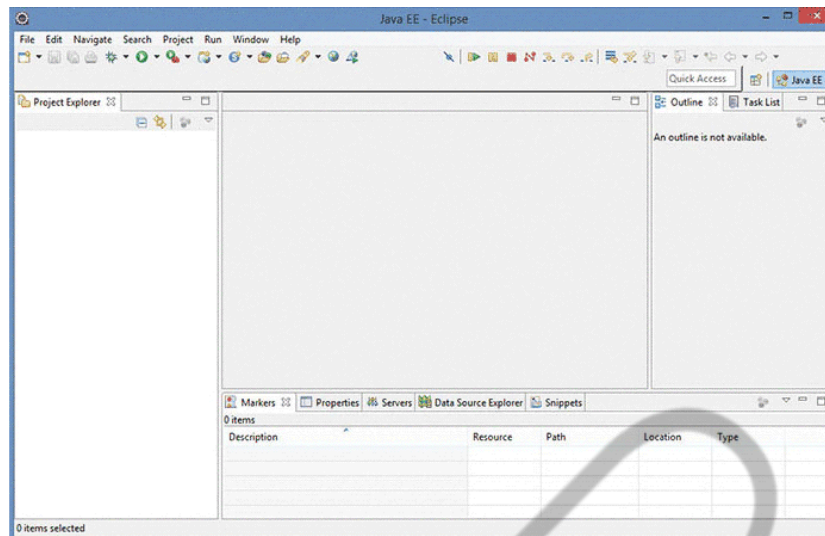 Java EE - Eclipse
File Edit Navigate Search Project Run Window Help
Quick Access
Java EE
Project Explorer
Outline
Task List
An outline is not available.
Markers
Properties
Servers
Data Source Explorer
Snippets
0 items
Description Resource Path Location Type
0 items selected